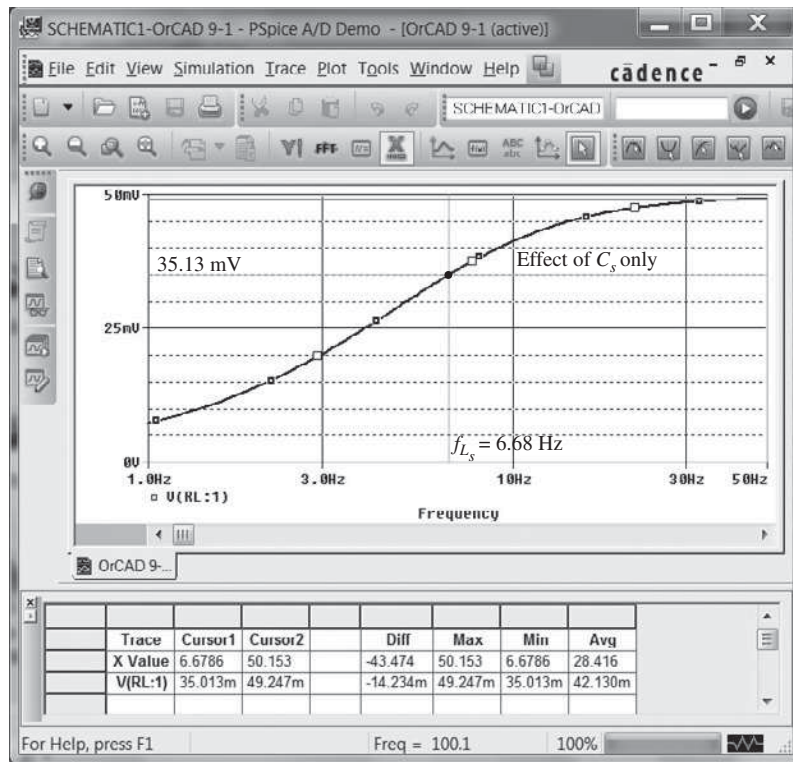 SCHEMATIC1-OrCAD 9-1 - PSpice A/D Demo - [OrCAD 9-1 (active)]
File Edit View Simulation Trace Plot Tools Window Help
cādence
SCHEMATIC1-OrCAD
50mV
35.13 mV
Effect of Cs only
25mV
fLs = 6.68 Hz
0V
1.0Hz 3.0Hz 10Hz 30Hz 50Hz
V(RL:1)
Frequency
OrCAD 9-...
Trace Cursor1 Cursor2 Diff Max Min Avg
X Value 6.6786 50.153 -43.474 50.153 6.6786 28.416
V(RL:1) 35.013m 49.247m -14.234m 49.247m 35.013m 42.130m
For Help, press F1 Freq = 100.1 100%